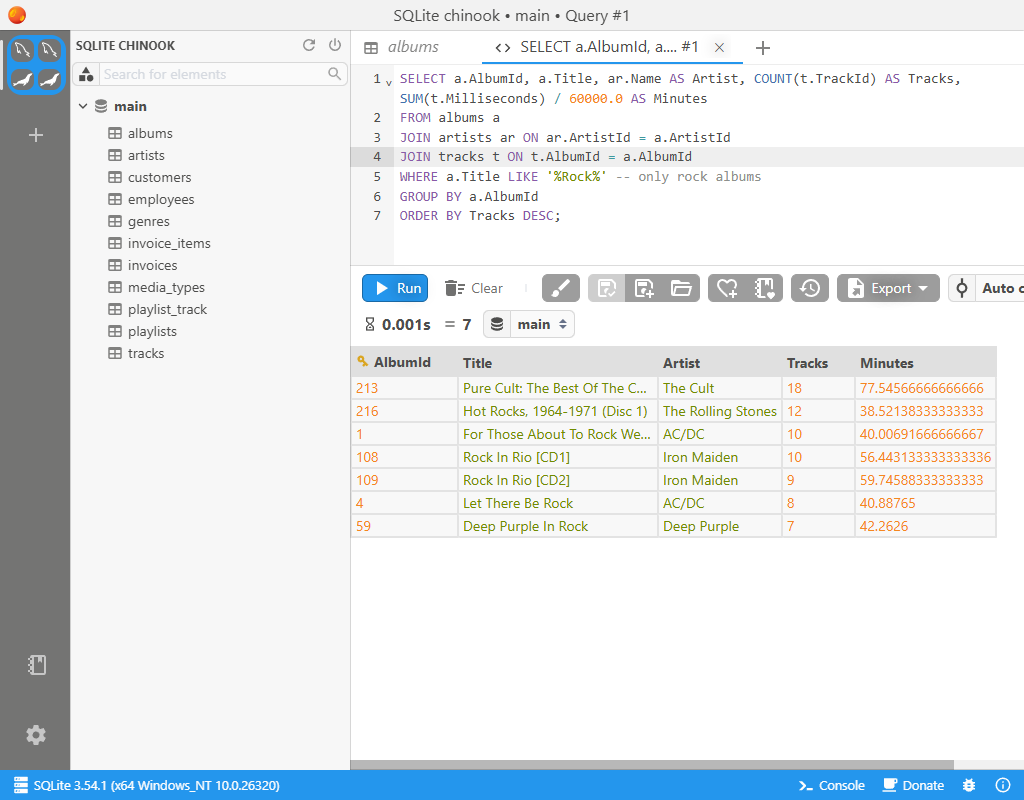 SQLite chinook • main • Query #1
SQLITE CHINOOK
Search for elements
main
albums
artists
customers
employees
genres
invoice_items
invoices
media_types
playlist_track
playlists
tracks
albums
SELECT a.AlbumId, a.... #1
1 SELECT a.AlbumId, a.Title, ar.Name AS Artist, COUNT(t.TrackId) AS Tracks,
SUM(t.Milliseconds) / 60000.0 AS Minutes
2 FROM albums a
3 JOIN artists ar ON ar.ArtistId = a.ArtistId
4 JOIN tracks t ON t.AlbumId = a.AlbumId
5 WHERE a.Title LIKE '%Rock%' -- only rock albums
6 GROUP BY a.AlbumId
7 ORDER BY Tracks DESC;
Run Clear Export Auto c
0.001s = 7 main
AlbumId Title Artist Tracks Minutes
213 Pure Cult: The Best Of The C... The Cult 18 77.54566666666666
216 Hot Rocks, 1964-1971 (Disc 1) The Rolling Stones 12 38.52138333333333
1 For Those About To Rock We... AC/DC 10 40.00691666666667
108 Rock In Rio [CD1] Iron Maiden 10 56.443133333333336
109 Rock In Rio [CD2] Iron Maiden 9 59.74588333333333
4 Let There Be Rock AC/DC 8 40.88765
59 Deep Purple In Rock Deep Purple 7 42.2626
SQLite 3.54.1 (x64 Windows_NT 10.0.26320)
Console Donate